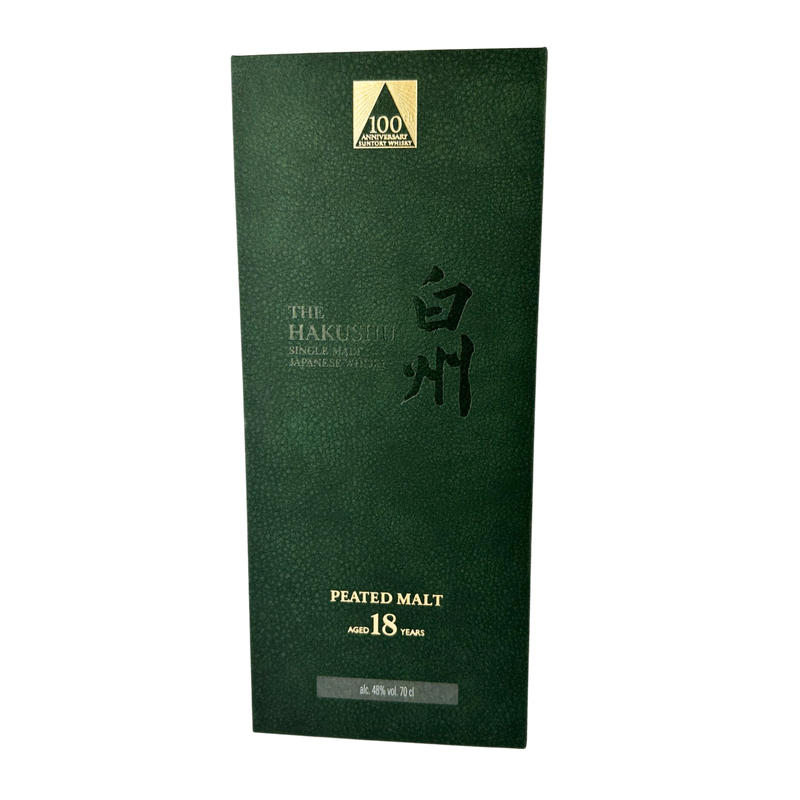 100th
ANNIVERSARY
SUNTORY WHISKY
THE
HAKUSHU
SINGLE MALT
JAPANESE WHISKY
白州
PEATED MALT
AGED 18 YEARS
alc. 48% vol. 70 cl